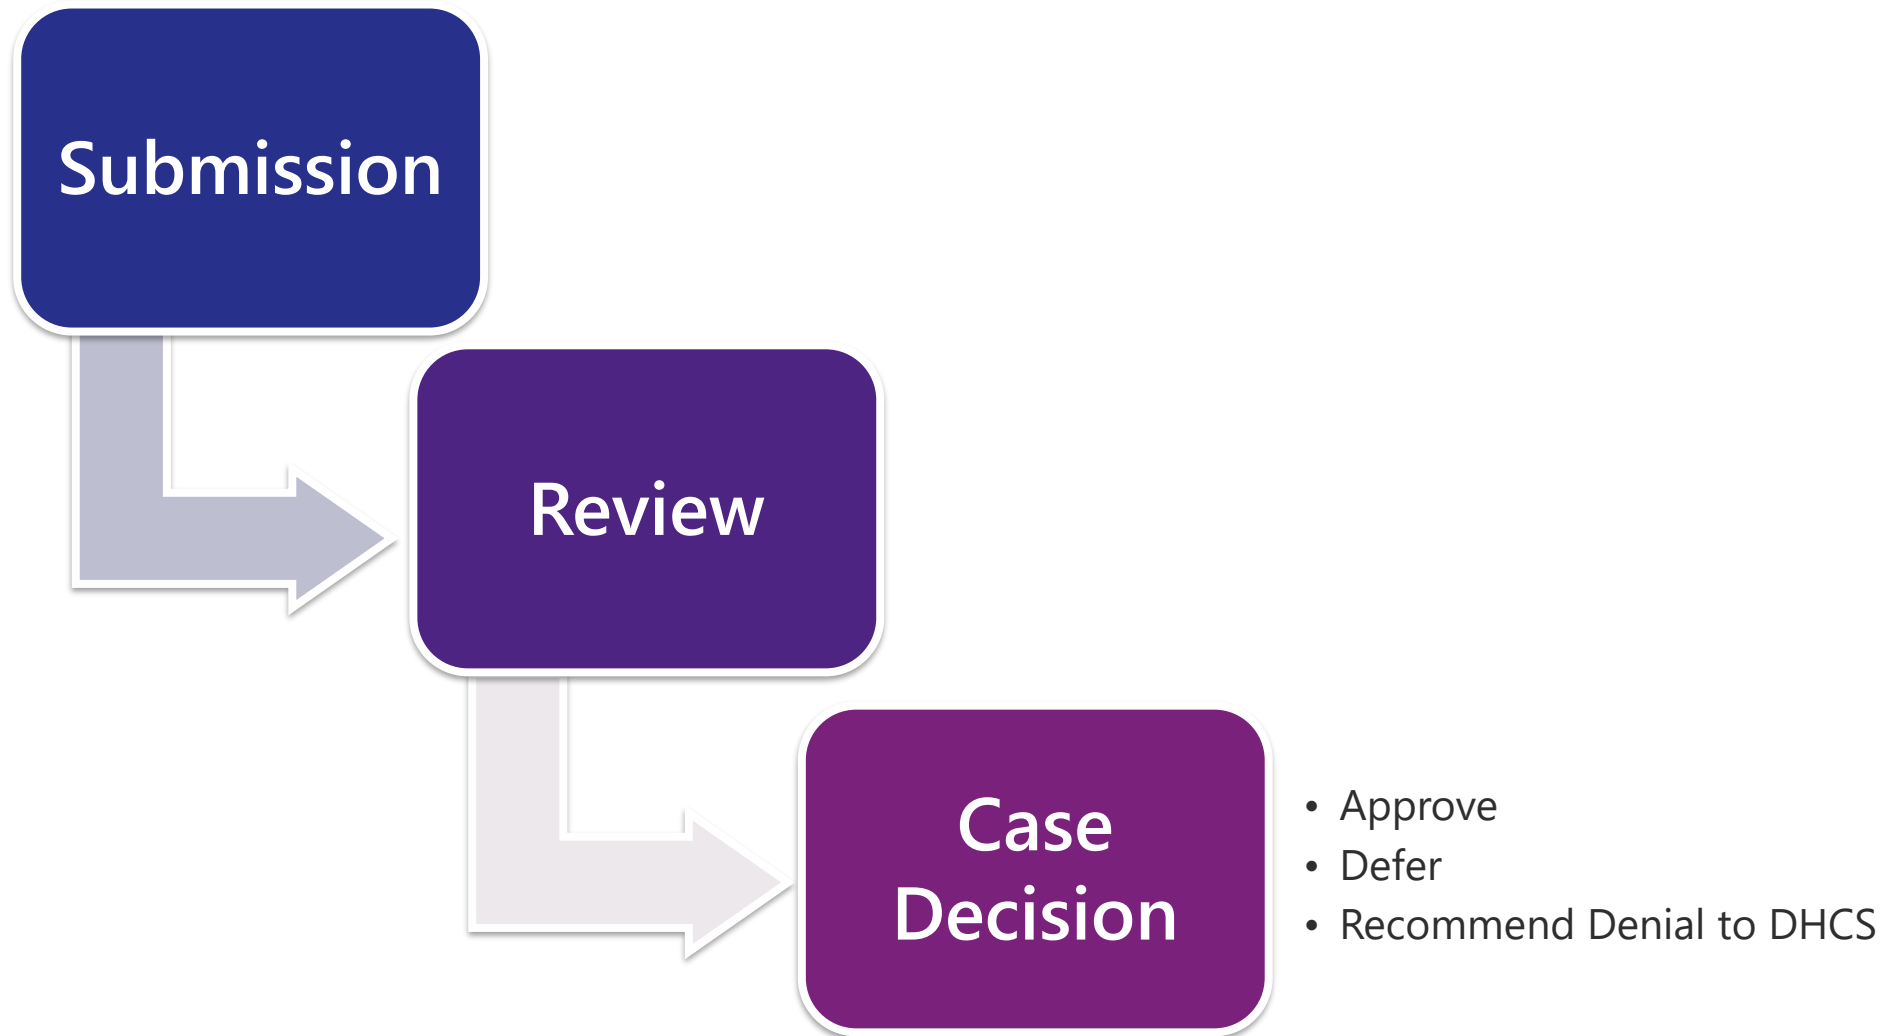 Submission
Review
Case
Decision
• Approve
• Defer
• Recommend Denial to DHCS